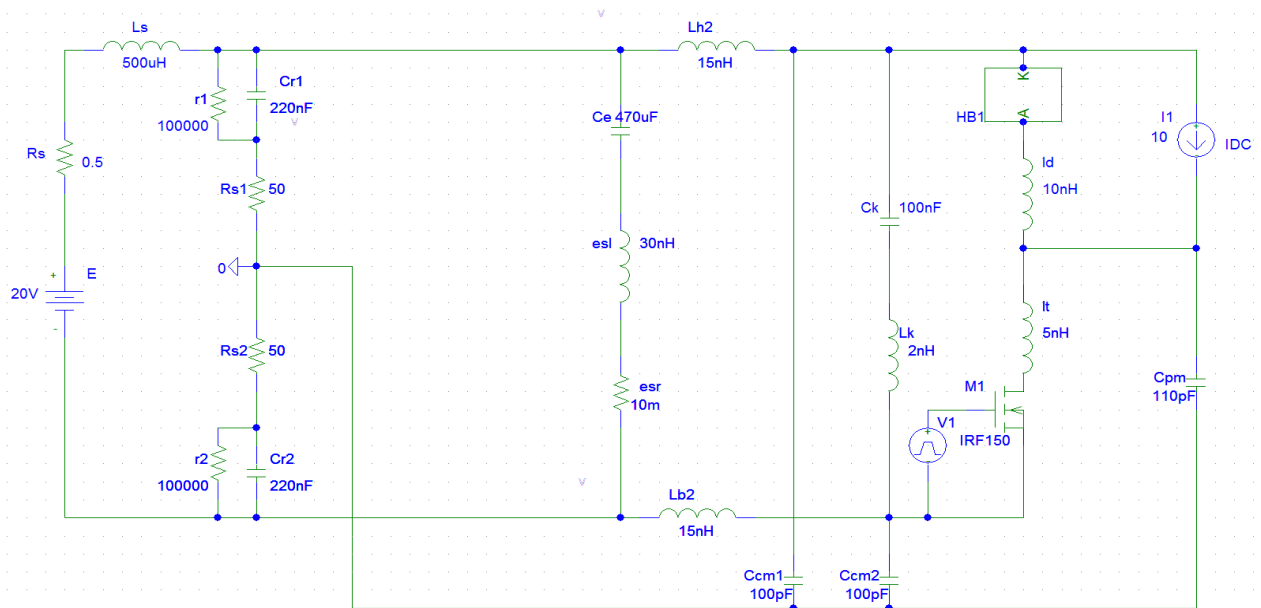 Ls
500uH
Lh2
15nH
r1
100000
Cr1
220nF
Ce 470uF
HB1
K
A
I1
10
IDC
Rs
0.5
Rs1 50
ld
10nH
Ck 100nF
esl 30nH
0
E
+
20V
-
lt
5nH
Rs2 50
Lk
2nH
esr
10m
M1
IRF150
Cpm
110pF
V1
+
r2
100000
Cr2
220nF
Lb2
15nH
Ccm1
100pF
Ccm2
100pF